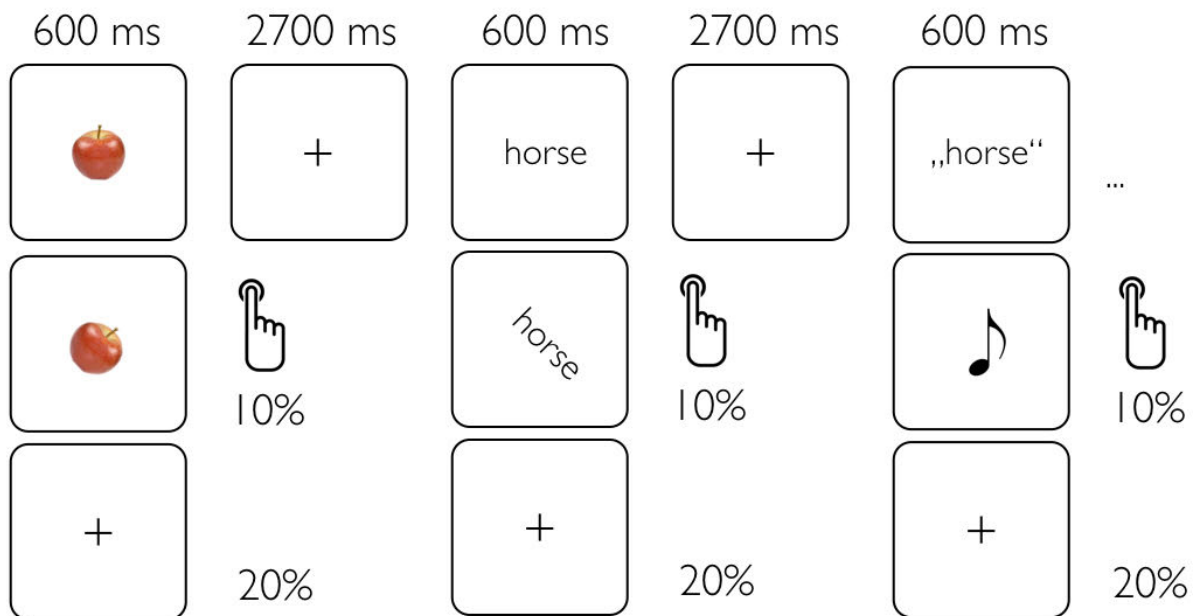 600 ms 2700 ms 600 ms 2700 ms 600 ms
+ horse + „horse“
...
horse
10% 10% 10%
+ + +
20% 20% 20%